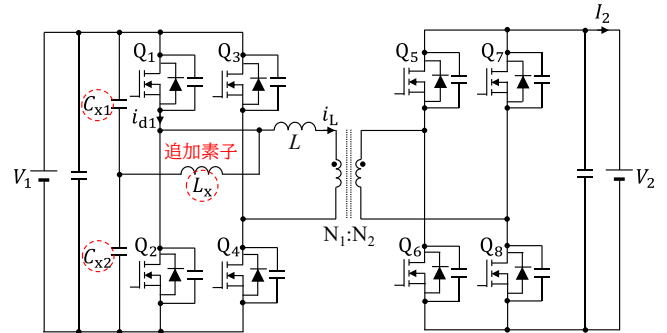 Q1
Q3
Q5
Q7
I2
Cx1
id1
追加素子
Lx
L
iL
V1
V2
N1:N2
Cx2
Q2
Q4
Q6
Q8